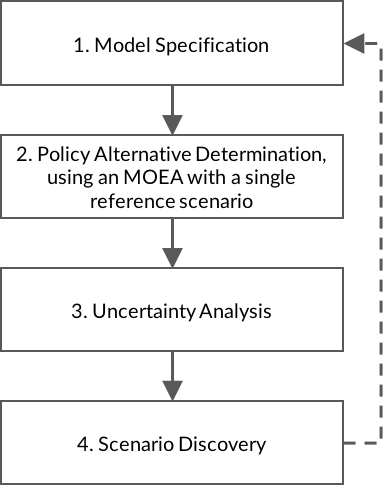 1. Model Specification
2. Policy Alternative Determination,
using an MOEA with a single
reference scenario
3. Uncertainty Analysis
4. Scenario Discovery